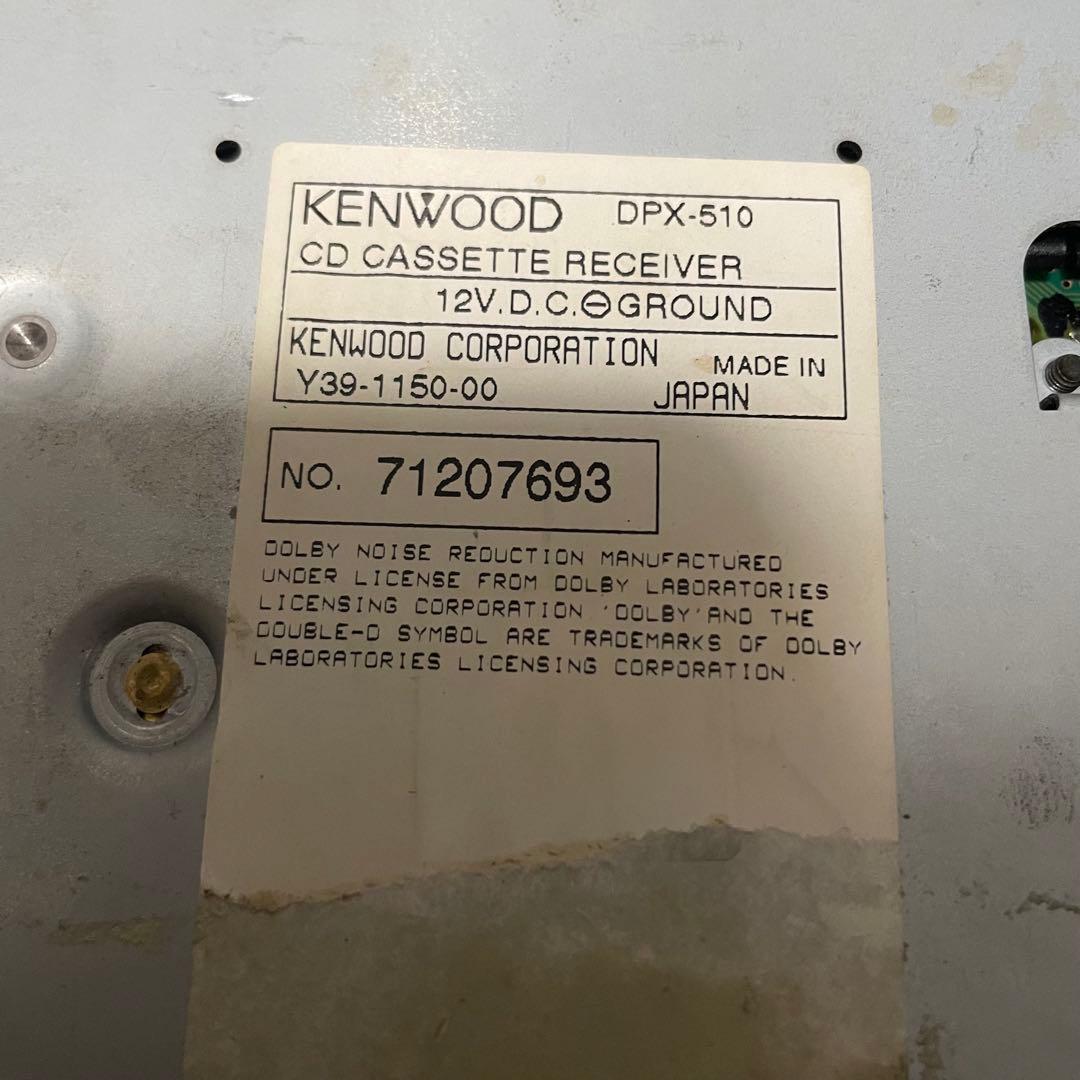 KENWOOD DPX-510
CD CASSETTE RECEIVER
12V.D.C.⊖GROUND
KENWOOD CORPORATION MADE IN
Y39-1150-00 JAPAN
NO. 71207693
DOLBY NOISE REDUCTION MANUFACTURED
UNDER LICENSE FROM DOLBY LABORATORIES
LICENSING CORPORATION 'DOLBY' AND THE
DOUBLE-D SYMBOL ARE TRADEMARKS OF DOLBY
LABORATORIES LICENSING CORPORATION.